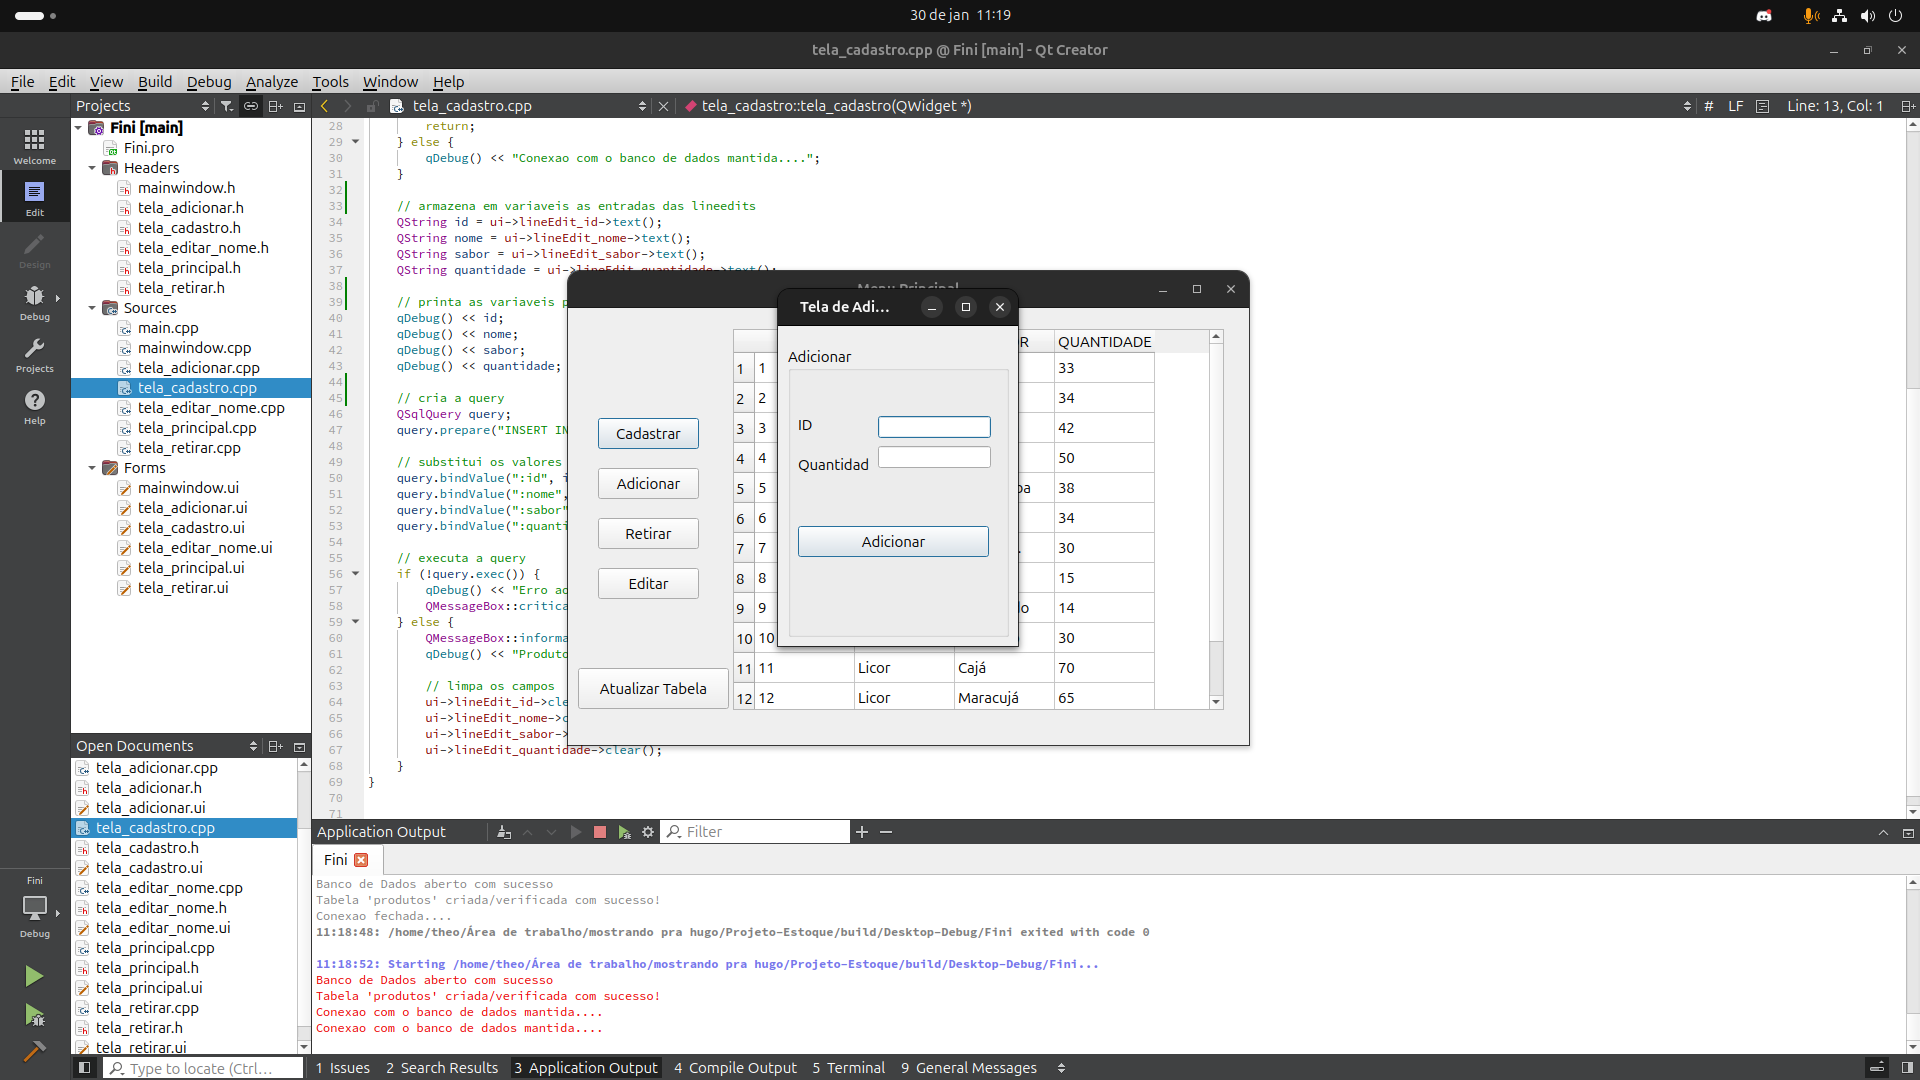 30 de jan 11:19
tela_cadastro.cpp @ Fini [main] - Qt Creator
File Edit View Build Debug Analyze Tools Window Help
Projects
tela_cadastro.cpp
tela_cadastro::tela_cadastro(QWidget *)
# LF Line: 13, Col: 1
Welcome
Edit
Design
Debug
Projects
Help
Fini [main]
Fini.pro
Headers
mainwindow.h
tela_adicionar.h
tela_cadastro.h
tela_editar_nome.h
tela_principal.h
tela_retirar.h
Sources
main.cpp
mainwindow.cpp
tela_adicionar.cpp
tela_cadastro.cpp
tela_editar_nome.cpp
tela_principal.cpp
tela_retirar.cpp
Forms
mainwindow.ui
tela_adicionar.ui
tela_cadastro.ui
tela_editar_nome.ui
tela_principal.ui
tela_retirar.ui
28 return;
29 } else {
30 qDebug() << "Conexao com o banco de dados mantida....";
31 }
32
33 // armazena em variaveis as entradas das lineedits
34 QString id = ui->lineEdit_id->text();
35 QString nome = ui->lineEdit_nome->text();
36 QString sabor = ui->lineEdit_sabor->text();
37 QString quantidade = ui->lineEdit_quantidade->text();
38
39 // printa as variaveis p
40 qDebug() << id;
41 qDebug() << nome;
42 qDebug() << sabor;
43 qDebug() << quantidade;
44
45 // cria a query
46 QSqlQuery query;
47 query.prepare("INSERT IN
48
49 // substitui os valores
50 query.bindValue(":id", i
51 query.bindValue(":nome",
52 query.bindValue(":sabor"
53 query.bindValue(":quanti
54
55 // executa a query
56 if (!query.exec()) {
57 qDebug() << "Erro ao
58 QMessageBox::critica
59 } else {
60 QMessageBox::informa
61 qDebug() << "Produto
62
63 // limpa os campos
64 ui->lineEdit_id->cle
65 ui->lineEdit_nome->c
66 ui->lineEdit_sabor->
67 ui->lineEdit_quantidade->clear();
68 }
69 }
70
71
Menu Principal
Cadastrar
Adicionar
Retirar
Editar
Atualizar Tabela
R QUANTIDADE
1 1 33
2 2 34
3 3 42
4 4 50
5 5 pa 38
6 6 34
7 7 . 30
8 8 15
9 9 lo 14
10 10 30
11 11 Licor Cajá 70
12 12 Licor Maracujá 65
Tela de Adi...
Adicionar
ID
Quantidad
Adicionar
Open Documents
tela_adicionar.cpp
tela_adicionar.h
tela_adicionar.ui
tela_cadastro.cpp
tela_cadastro.h
tela_cadastro.ui
tela_editar_nome.cpp
tela_editar_nome.h
tela_editar_nome.ui
tela_principal.cpp
tela_principal.h
tela_principal.ui
tela_retirar.cpp
tela_retirar.h
tela_retirar.ui
Fini
Debug
Application Output
Filter
Fini
Banco de Dados aberto com sucesso
Tabela 'produtos' criada/verificada com sucesso!
Conexao fechada....
11:18:48: /home/theo/Área de trabalho/mostrando pra hugo/Projeto-Estoque/build/Desktop-Debug/Fini exited with code 0
11:18:52: Starting /home/theo/Área de trabalho/mostrando pra hugo/Projeto-Estoque/build/Desktop-Debug/Fini...
Banco de Dados aberto com sucesso
Tabela 'produtos' criada/verificada com sucesso!
Conexao com o banco de dados mantida....
Conexao com o banco de dados mantida....
Type to locate (Ctrl...
1 Issues 2 Search Results 3 Application Output 4 Compile Output 5 Terminal 9 General Messages